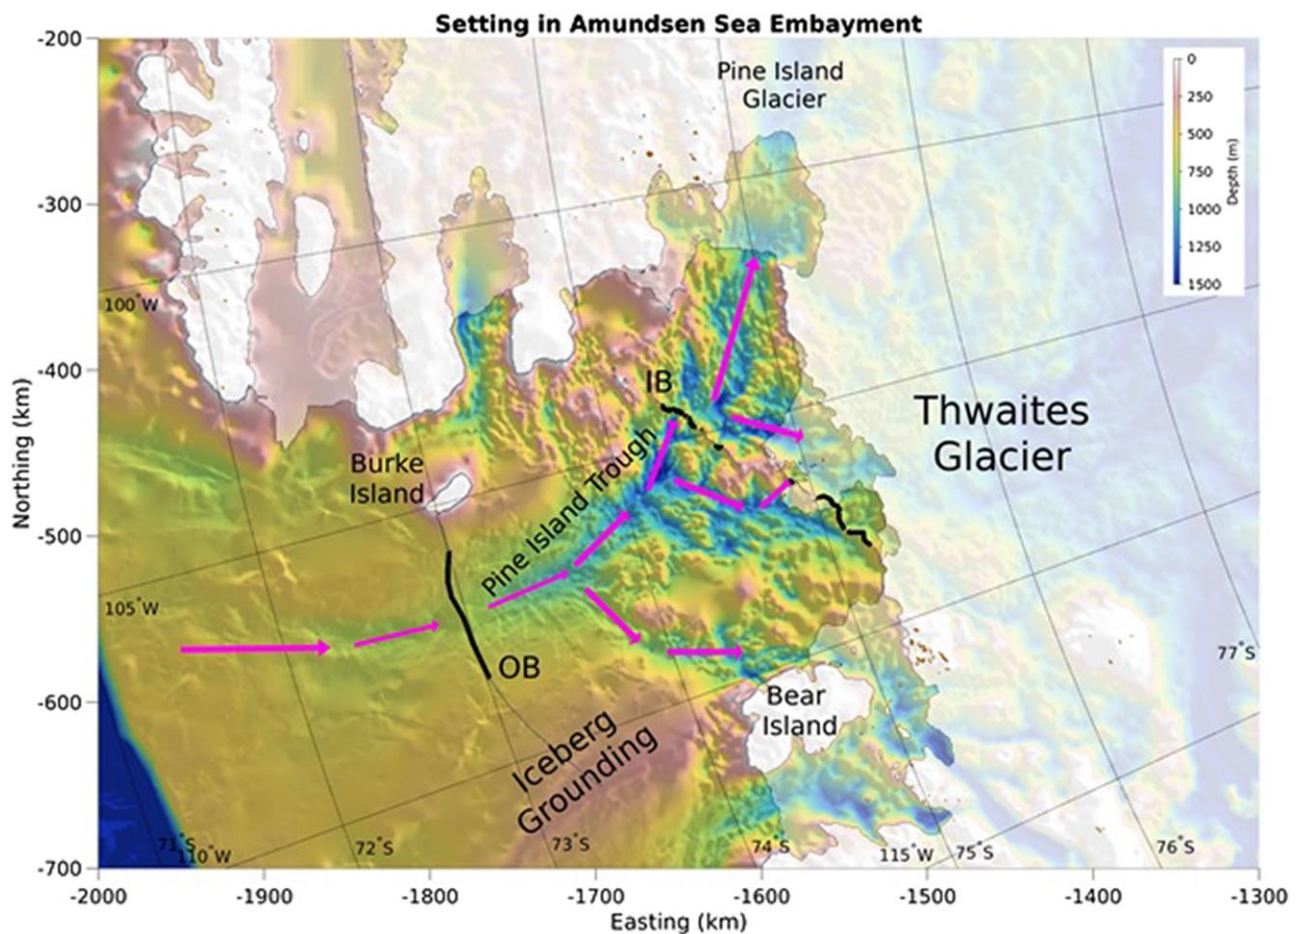 Setting in Amundsen Sea Embayment
-200
-300
-400
-500
-600
-700
Northing (km)
-2000
-1900
-1800
-1700
-1600
-1500
-1400
-1300
Easting (km)
0
250
500
750
1000
1250
1500
Depth (m)
Pine Island
Glacier
100°W
IB
Thwaites
Glacier
Burke
Island
Pine Island Trough
105°W
OB
77°S
Bear
Island
Iceberg
Grounding
71°S
110°W
72°S
73°S
74°S
115°W
75°S
76°S